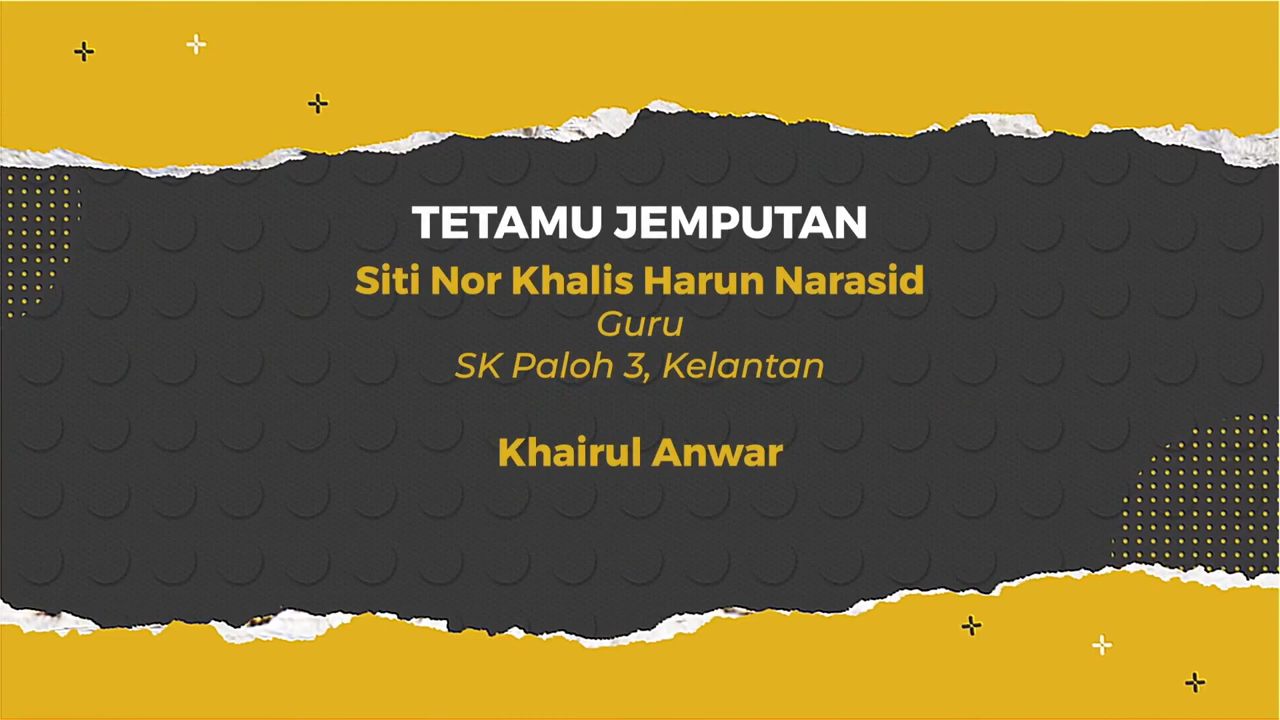 TETAMU JEMPUTAN
Siti Nor Khalis Harun Narasid
Guru
SK Paloh 3, Kelantan
Khairul Anwar